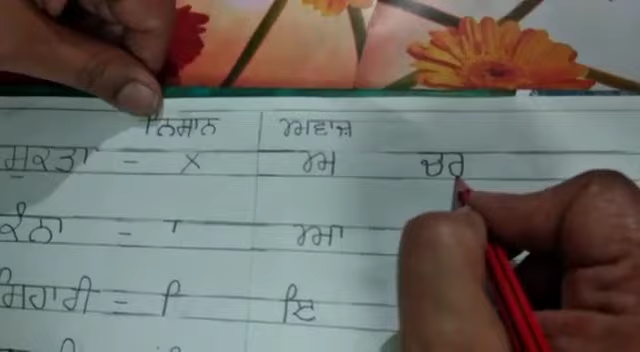 ਨਿਸ਼ਾਨ ਅਵਾਜ਼
ਮੁਕਤਾ - × ਅ ਚਰ
ਕੰਨਾ - ਾ ਆ
ਸਿਹਾਰੀ = ਿ ਇ